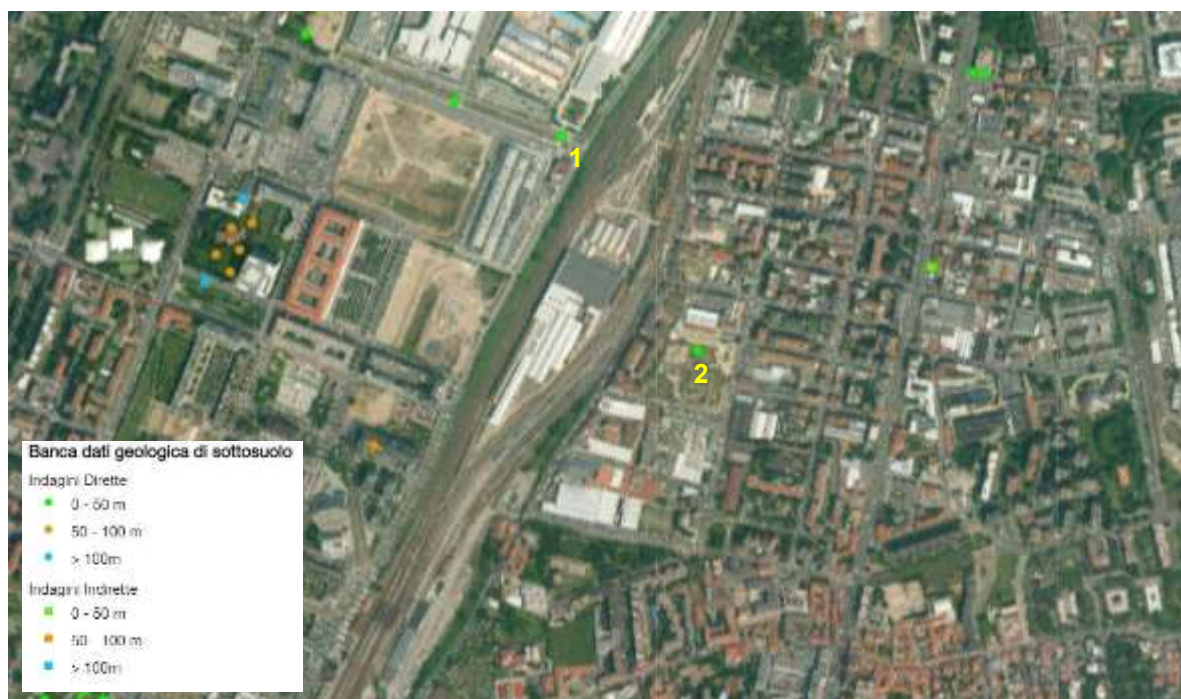 1
2
Banca dati geologica di sottosuolo
Indagini Dirette
0 - 50 m
50 - 100 m
> 100m
Indagini Indirette
0 - 50 m
50 - 100 m
> 100m